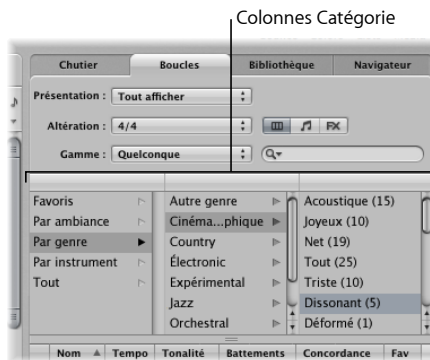 Colonnes Catégorie
Chutier Boucles Bibliothèque Navigateur
Présentation : Tout afficher
Altération : 4/4 FX
Gamme : Quelconque
Favoris Autre genre Acoustique (15)
Par ambiance Cinéma...phique Joyeux (10)
Par genre Country Net (19)
Par instrument Électronic Tout (25)
Tout Expérimental Triste (10)
Jazz Dissonant (5)
Orchestral Déformé (1)
Nom Tempo Tonalité Battements Concordance Fav